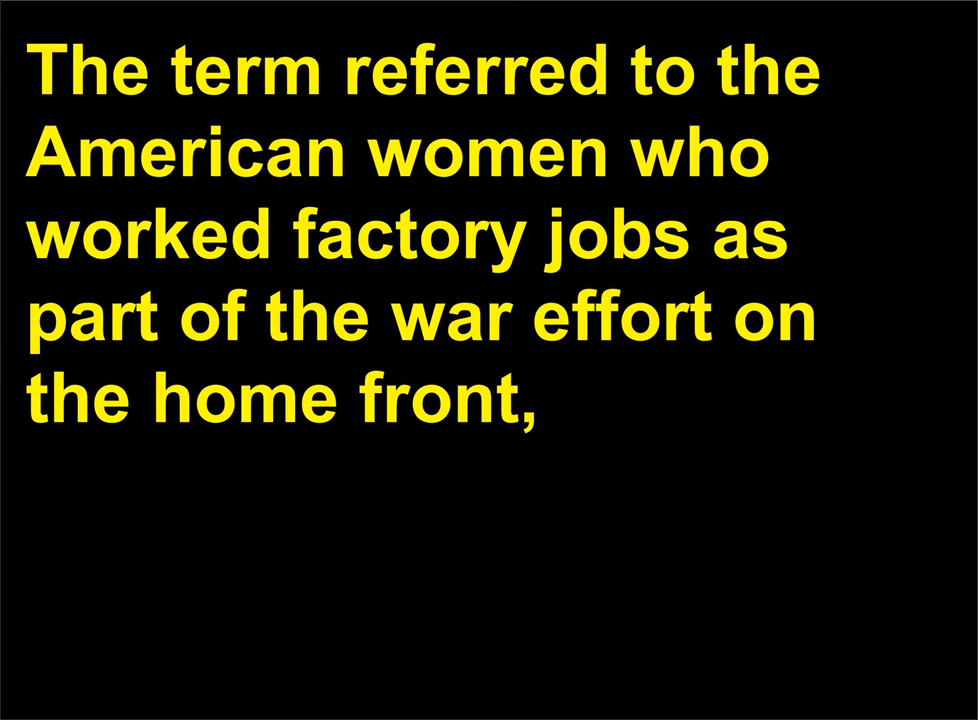 The term referred to the
American women who
worked factory jobs as
part of the war effort on
the home front,